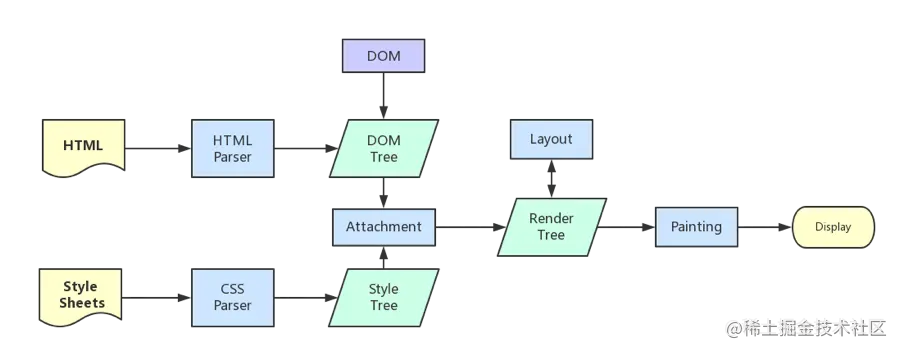 DOM
HTML
HTML
Parser
DOM
Tree
Layout
Attachment
Render
Tree
Painting
Display
Style
Sheets
CSS
Parser
Style
Tree
@稀土掘金技术社区